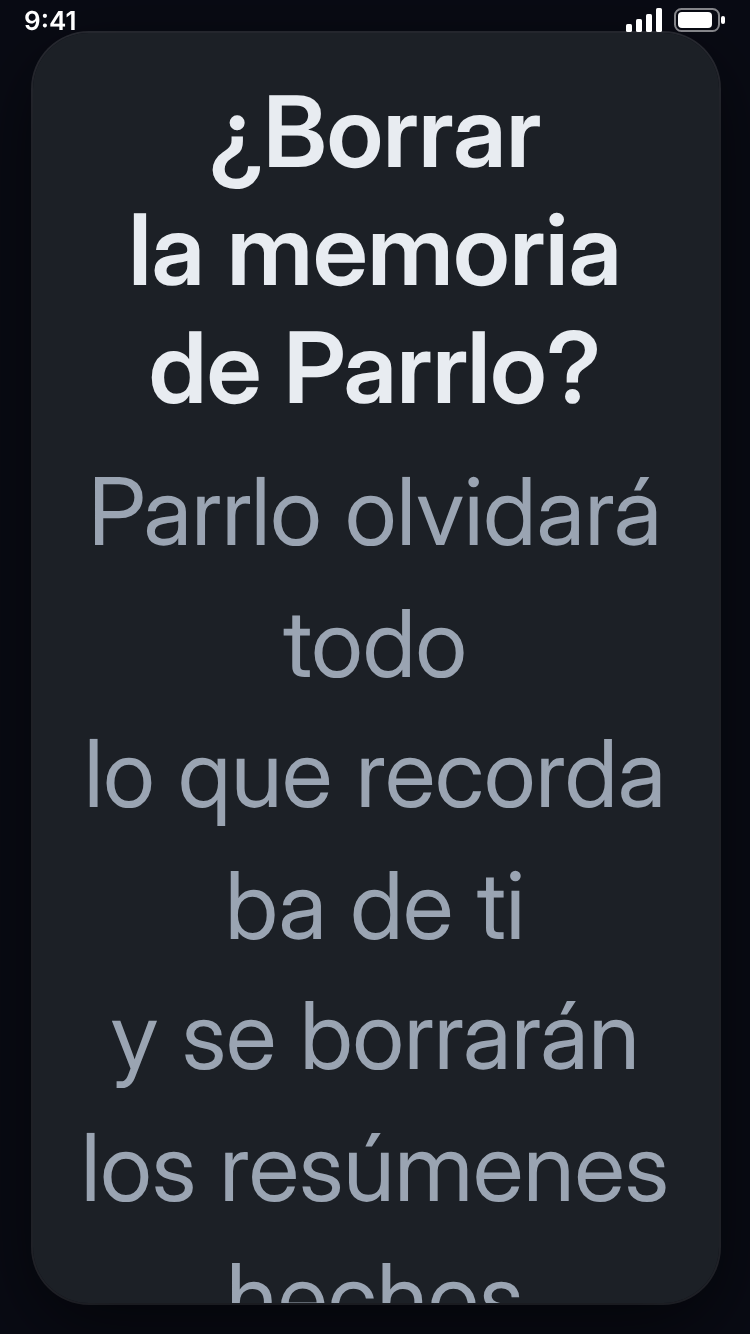 9:41
¿Borrar
la memoria
de Parrlo?
Parrlo olvidará
todo
lo que recorda
ba de ti
y se borrarán
los resúmenes
hechos